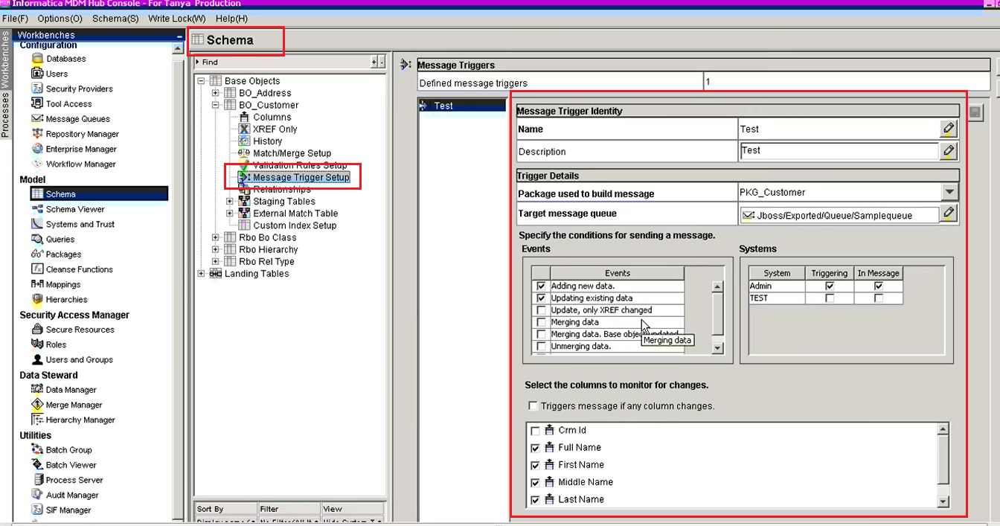 Informatica MDM Hub Console - For Tanya Production
File(F) Options(O) Schema(S) Write Lock(W) Help(H)
Workbenches
Processes
Workbenches
Configuration
Databases
Users
Security Providers
Tool Access
Message Queues
Repository Manager
Enterprise Manager
Workflow Manager
Model
Schema
Schema Viewer
Systems and Trust
Queries
Packages
Cleanse Functions
Mappings
Hierarchies
Security Access Manager
Secure Resources
Roles
Users and Groups
Data Steward
Data Manager
Merge Manager
Hierarchy Manager
Utilities
Batch Group
Batch Viewer
Process Server
Audit Manager
SIF Manager
Schema
Find
Base Objects
BO_Address
BO_Customer
Columns
XREF Only
History
Match/Merge Setup
Validation Rules Setup
Message Trigger Setup
Relationships
Staging Tables
External Match Table
Custom Index Setup
Rbo Bo Class
Rbo Hierarchy
Rbo Rel Type
Landing Tables
Sort By Filter View
Message Triggers
Defined message triggers 1
Test
Message Trigger Identity
Name Test
Description Test
Trigger Details
Package used to build message PKG_Customer
Target message queue Jboss/Exported/Queue/Samplequeue
Specify the conditions for sending a message.
Events Systems
Events
Adding new data.
Updating existing data
Update, only XREF changed
Merging data
Merging data. Base object updated
Merging data
Unmerging data.
System Triggering In Message
Admin
TEST
Select the columns to monitor for changes.
Triggers message if any column changes.
Crm Id
Full Name
First Name
Middle Name
Last Name